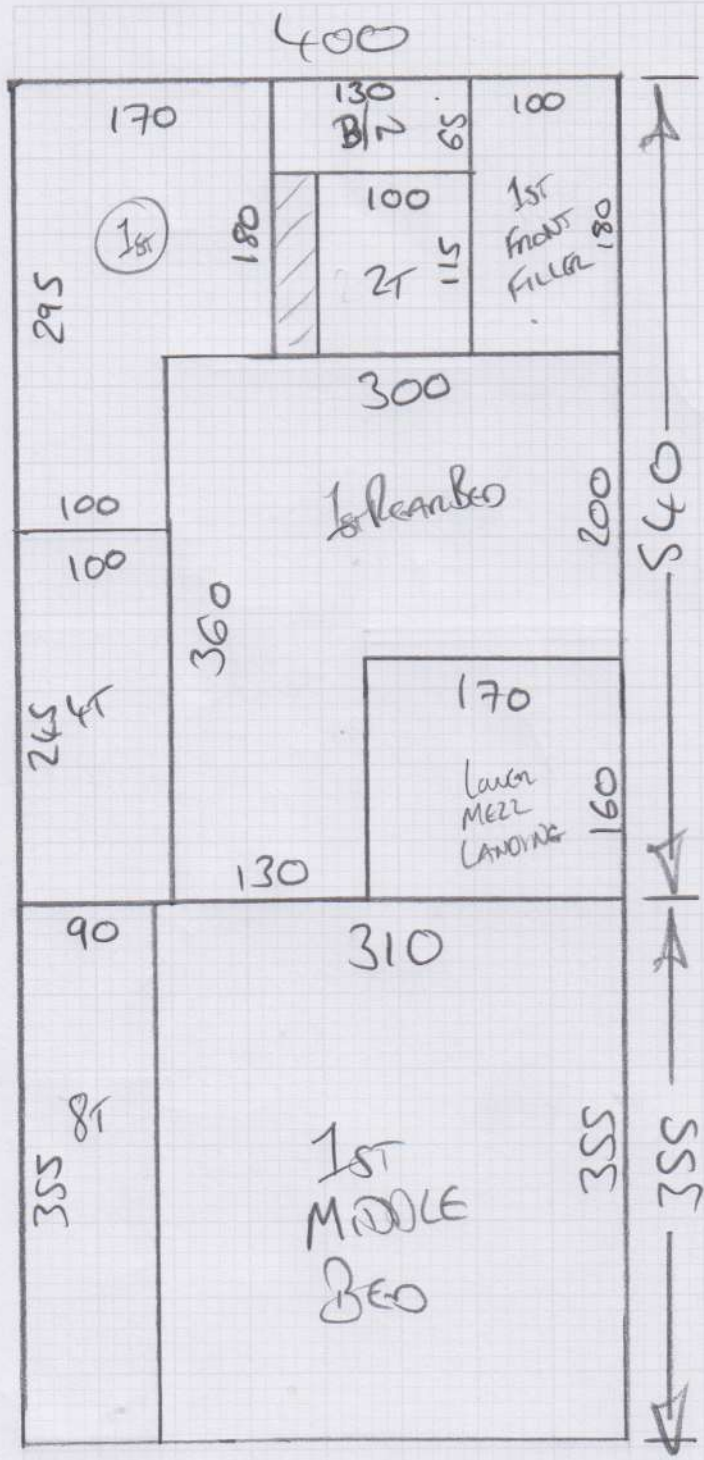 400
170
130
B/N
65
100
1ST
180
100
2T
115
1ST
FRONT
FILLER
180
295
300
1ST REAR BED
200
540
100
100
360
245
4T
170
LOWER
MEZZ
LANDING
160
130
90
310
8T
355
1ST
MIDDLE
BED
355
355